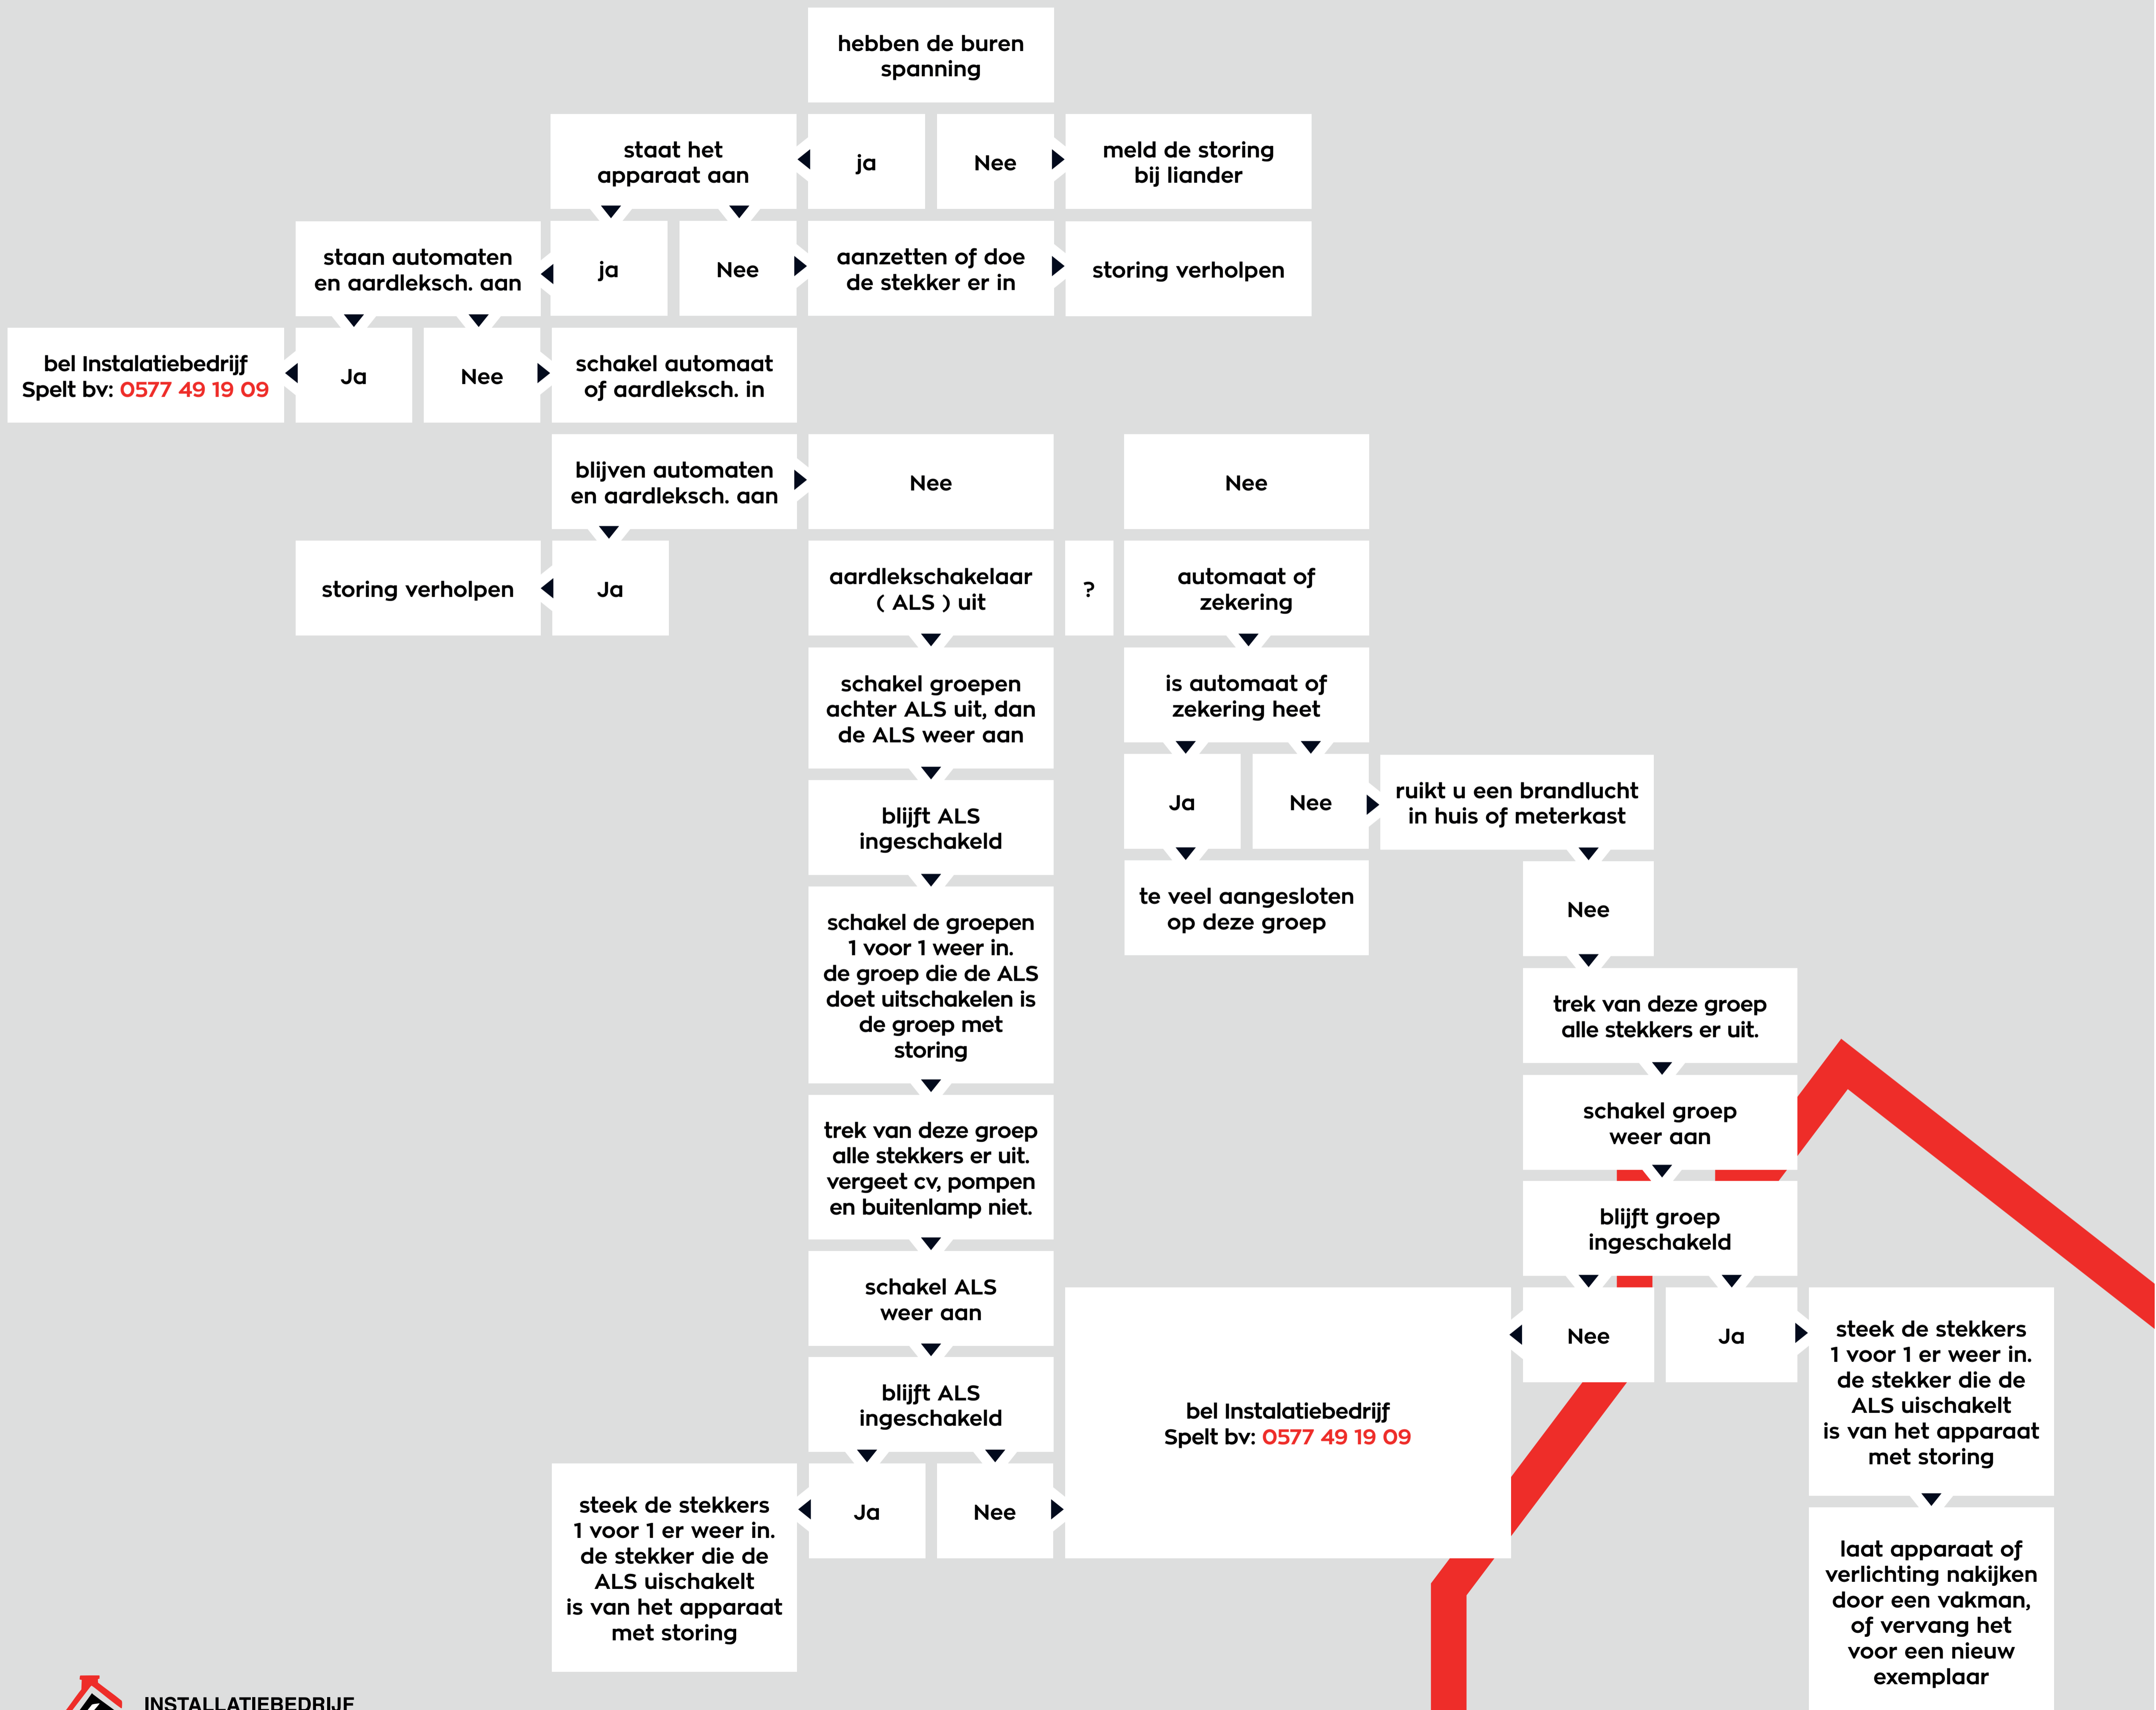 hebben de buren
spanning
staat het
apparaat aan
ja
Nee
meld de storing
bij liander
staan automaten
en aardleksch. aan
ja
Nee
aanzetten of doe
de stekker er in
storing verholpen
bel Instalatiebedrijf
Spelt bv: 0577 49 19 09
Ja
Nee
schakel automaat
of aardleksch. in
blijven automaten
en aardleksch. aan
Nee
Nee
storing verholpen
Ja
aardlekschakelaar
( ALS ) uit
?
automaat of
zekering
schakel groepen
achter ALS uit, dan
de ALS weer aan
is automaat of
zekering heet
blijft ALS
ingeschakeld
Ja
Nee
ruikt u een brandlucht
in huis of meterkast
schakel de groepen
1 voor 1 weer in.
de groep die de ALS
doet uitschakelen is
de groep met
storing
te veel aangesloten
op deze groep
Nee
trek van deze groep
alle stekkers er uit.
trek van deze groep
alle stekkers er uit.
vergeet cv, pompen
en buitenlamp niet.
schakel groep
weer aan
blijft groep
ingeschakeld
schakel ALS
weer aan
blijft ALS
ingeschakeld
bel Instalatiebedrijf
Spelt bv: 0577 49 19 09
Nee
Ja
steek de stekkers
1 voor 1 er weer in.
de stekker die de
ALS uischakelt
is van het apparaat
met storing
steek de stekkers
1 voor 1 er weer in.
de stekker die de
ALS uischakelt
is van het apparaat
met storing
Ja
Nee
laat apparaat of
verlichting nakijken
door een vakman,
of vervang het
voor een nieuw
exemplaar
INSTALLATIEBEDRIJF